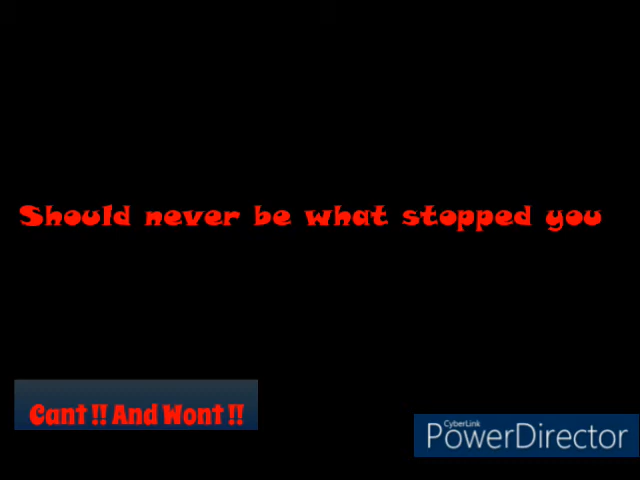 Should never be what stopped you
Cant !! And Wont !!
CyberLink
PowerDirector